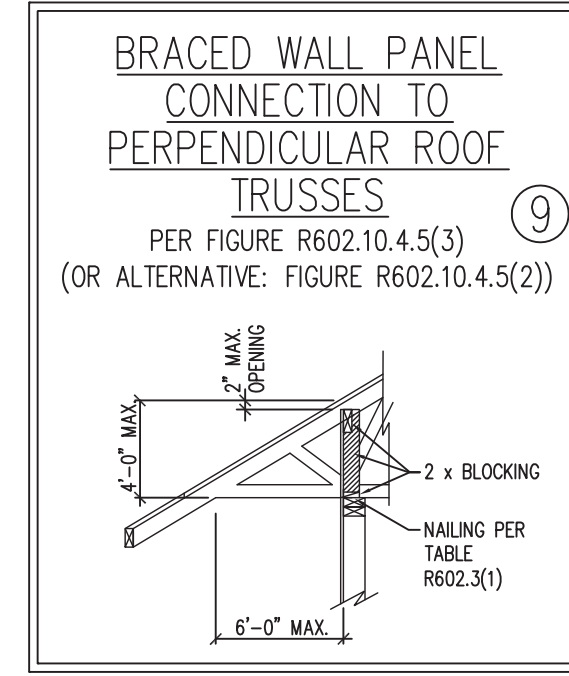 BRACED WALL PANEL
CONNECTION TO
PERPENDICULAR ROOF
TRUSSES
9
PER FIGURE R602.10.4.5(3)
(OR ALTERNATIVE: FIGURE R602.10.4.5(2))
2" MAX.
OPENING
4'-0" MAX.
2 x BLOCKING
NAILING PER
TABLE
R602.3(1)
6'-0" MAX.